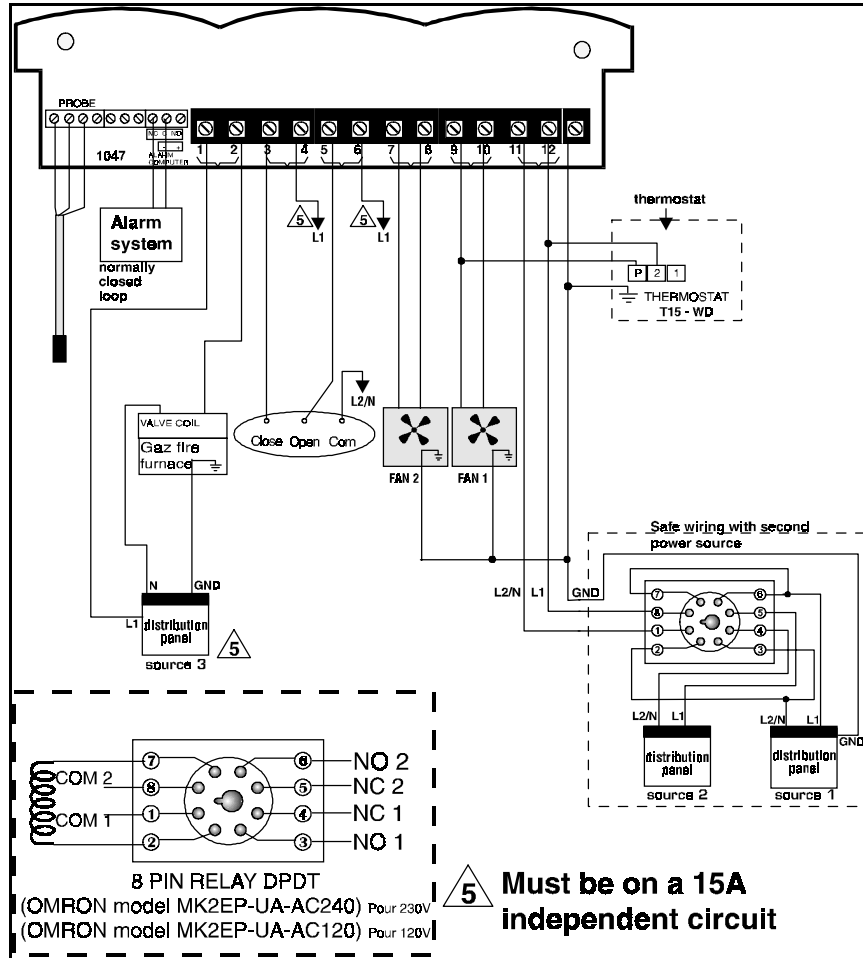 PROBE
NC C NO
- +
1047
ALARM
COMPUTER
1 2 3 4 5 6 7 8 9 10 11 12
Alarm
system
normally
closed
loop
5
L1
5
L1
thermostat
P 2 1
THERMOSTAT
T15 - WD
L2/N
VALVE COIL
Gaz fire
furnace
Close Open Com
FAN 2
FAN 1
Safe wiring with second
power source
N GND
L1
distribution
panel
source 3
5
L2/N L1 GND
7 6
8 5
1 4
2 3
L2/N L1
L2/N L1
GND
distribution
panel
source 2
distribution
panel
source 1
7 6 NO 2
COM 2 8 5 NC 2
COM 1 1 4 NC 1
2 3 NO 1
8 PIN RELAY DPDT
(OMRON model MK2EP-UA-AC240) Pour 230V
(OMRON model MK2EP-UA-AC120) Pour 120V
5 Must be on a 15A
independent circuit